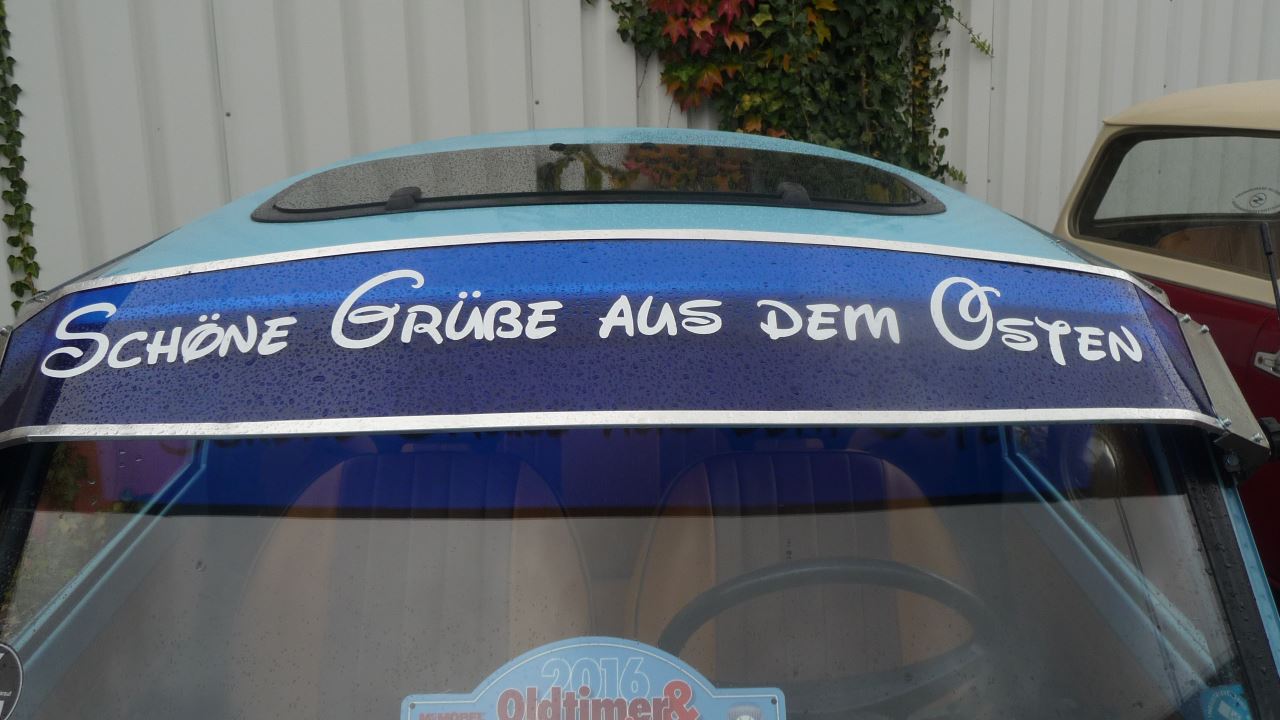 Schöne Grüße aus dem Osten
2016
Oldtimer&